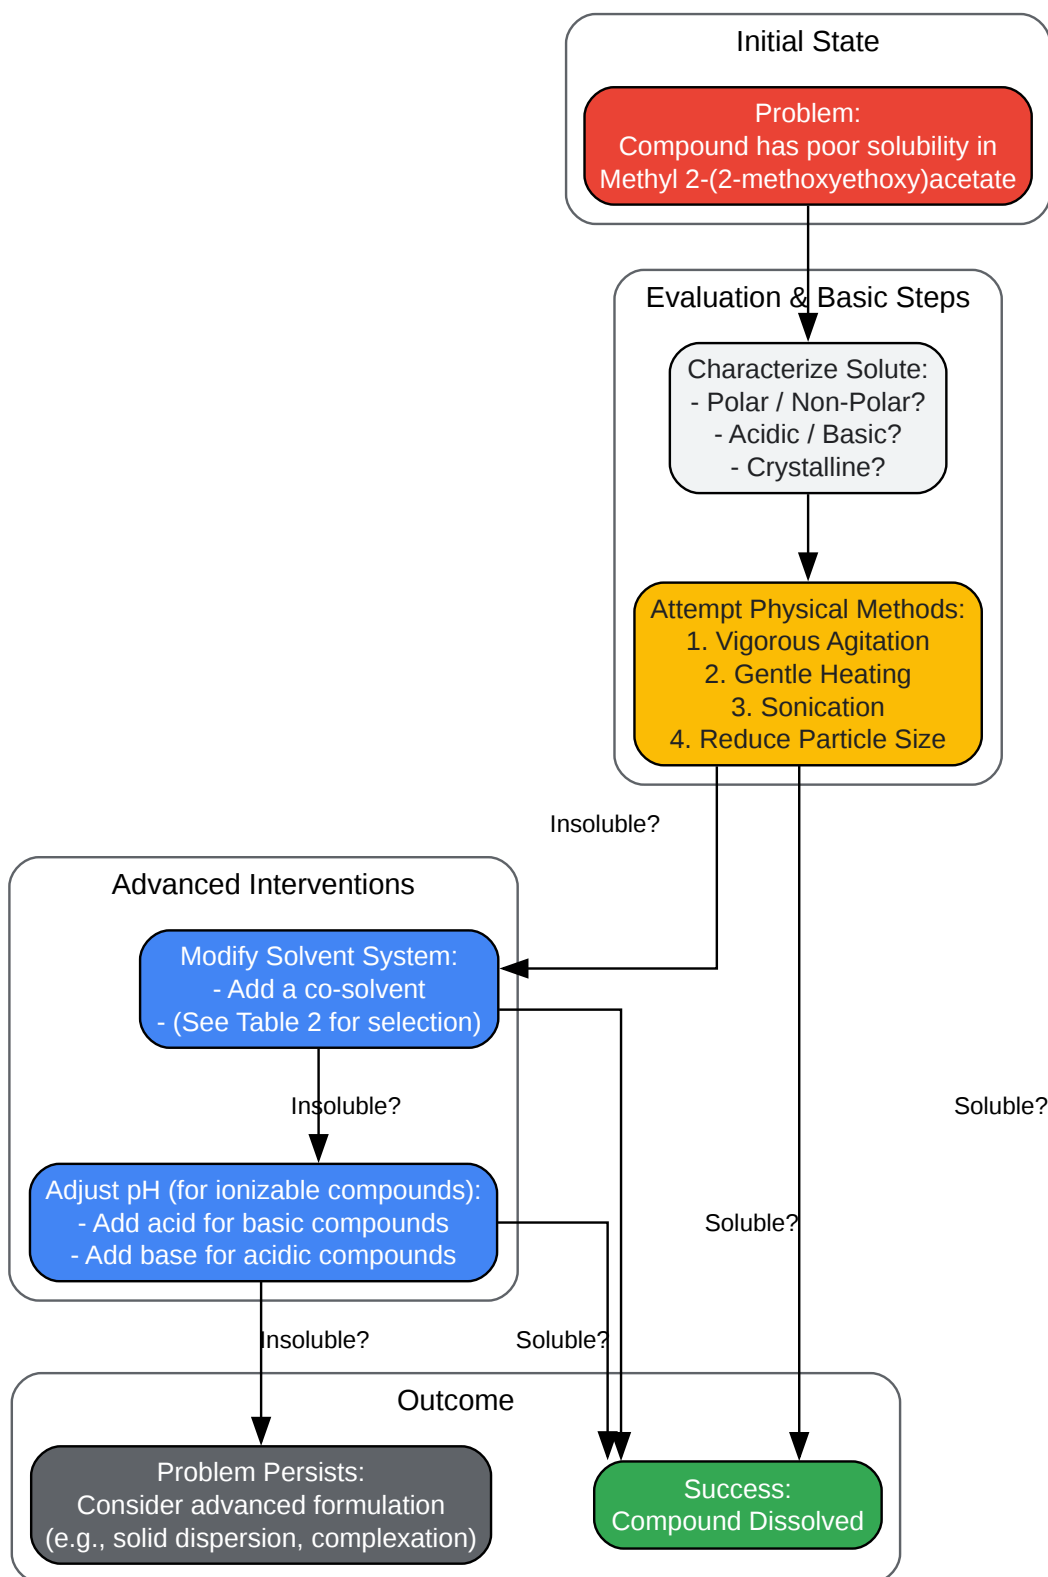 Initial State
Problem:
Compound has poor solubility in
Methyl 2-(2-methoxyethoxy)acetate
Evaluation & Basic Steps
Characterize Solute:
- Polar / Non-Polar?
- Acidic / Basic?
- Crystalline?
Attempt Physical Methods:
1. Vigorous Agitation
2. Gentle Heating
3. Sonication
4. Reduce Particle Size
Insoluble?
Advanced Interventions
Modify Solvent System:
- Add a co-solvent
- (See Table 2 for selection)
Insoluble?
Soluble?
Adjust pH (for ionizable compounds):
- Add acid for basic compounds
- Add base for acidic compounds
Soluble?
Insoluble?
Soluble?
Outcome
Problem Persists:
Consider advanced formulation
(e.g., solid dispersion, complexation)
Success:
Compound Dissolved